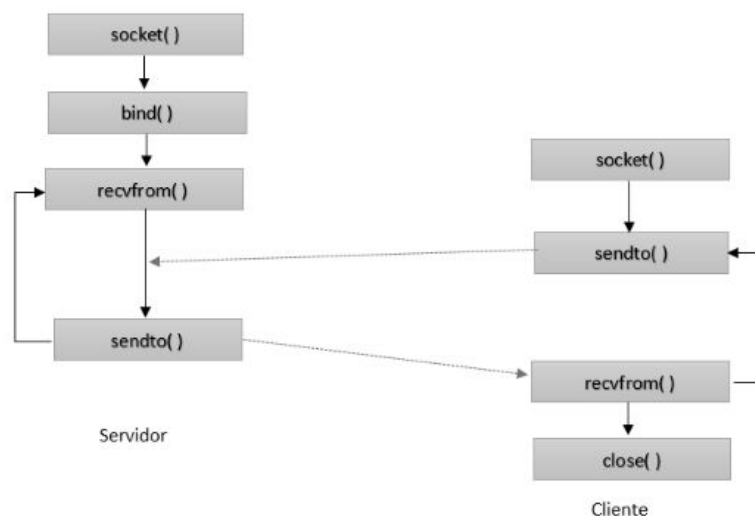 socket( )
bind( )
recvfrom( )
sendto( )
Servidor
socket( )
sendto( )
recvfrom( )
close( )
Cliente